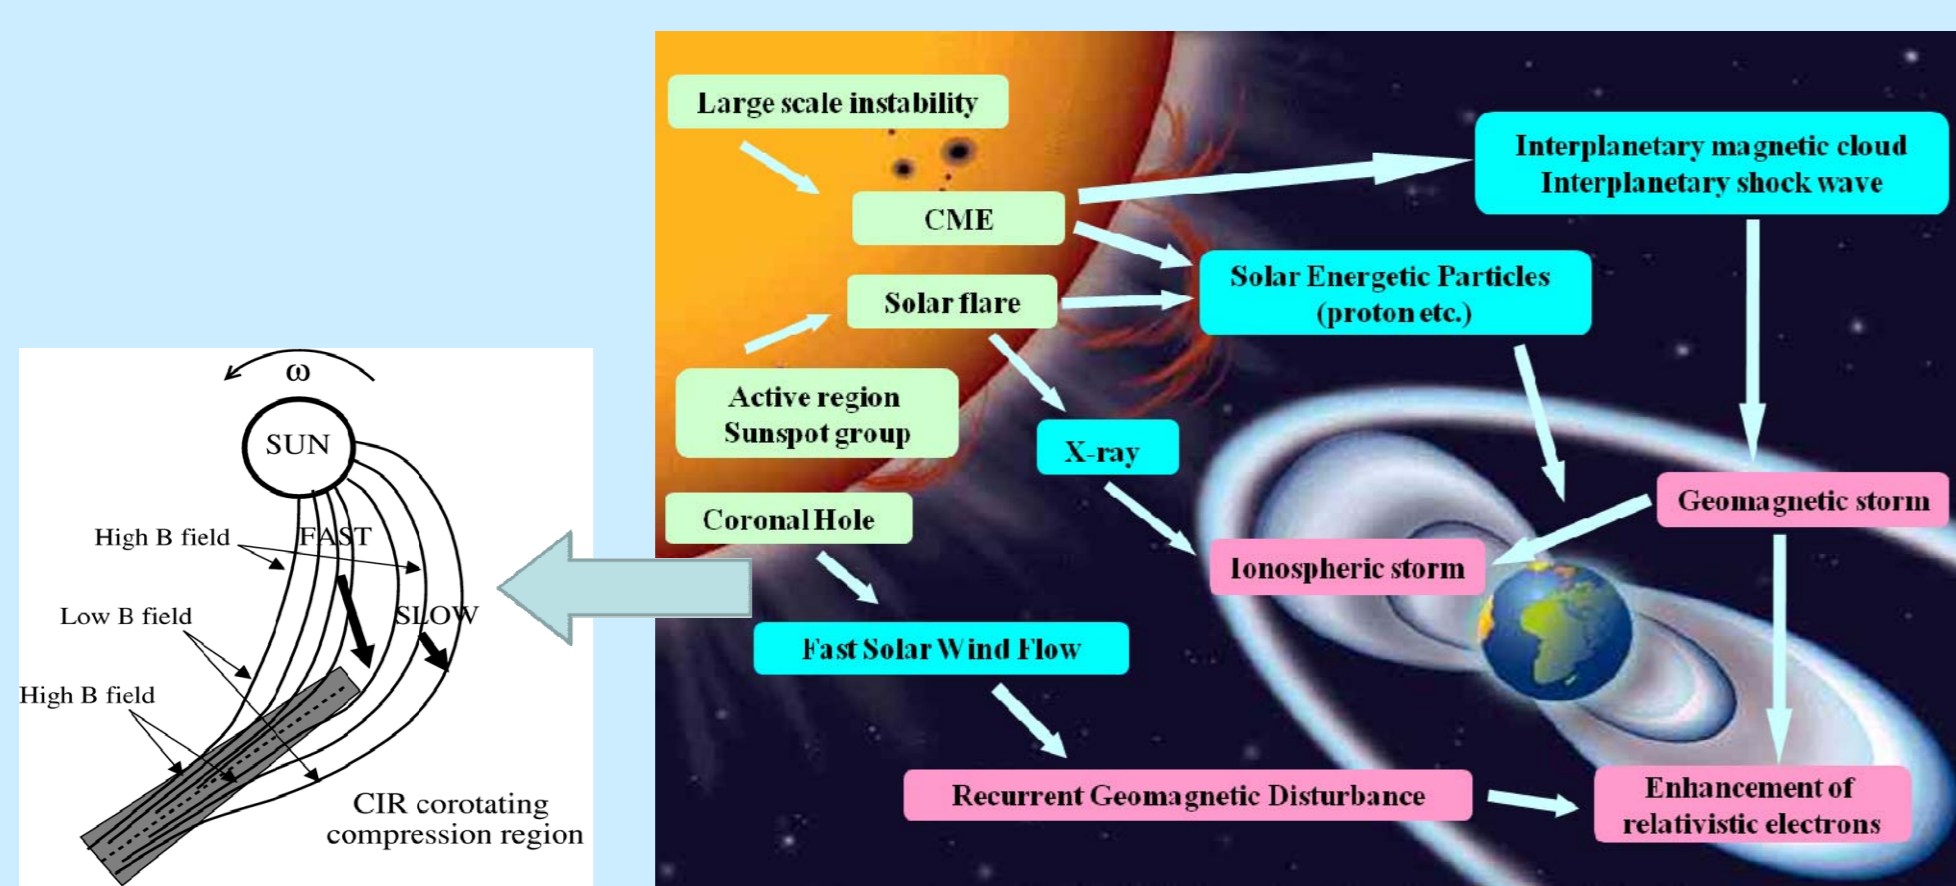 Large scale instability
CME
Interplanetary magnetic cloud
Interplanetary shock wave
Solar Energetic Particles
(proton etc.)
Solar flare
Active region
Sunspot group
X-ray
Coronal Hole
Geomagnetic storm
Ionospheric storm
Fast Solar Wind Flow
Recurrent Geomagnetic Disturbance
Enhancement of
relativistic electrons
ω
SUN
High B field
FAST
Low B field
SLOW
High B field
CIR corotating
compression region